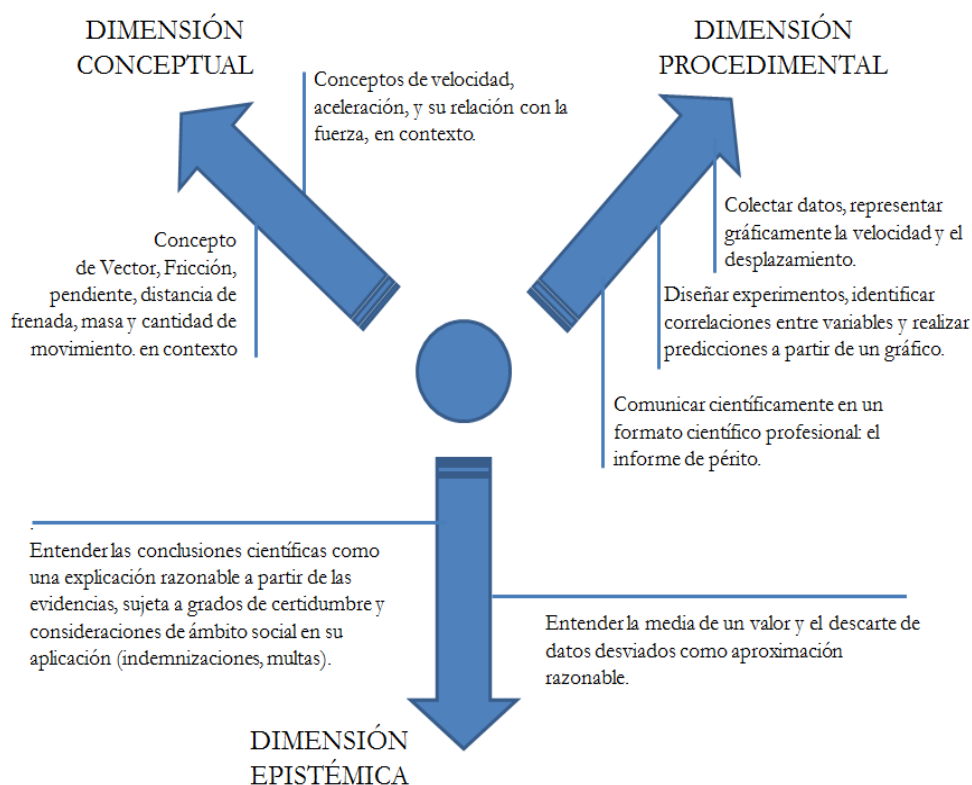 DIMENSIÓN
CONCEPTUAL
Conceptos de velocidad,
aceleración, y su relación con la
fuerza, en contexto.
Concepto
de Vector, Fricción,
pendiente, distancia de
frenada, masa y cantidad de
movimiento. en contexto
DIMENSIÓN
PROCEDIMENTAL
Colectar datos, representar
gráficamente la velocidad y el
desplazamiento.
Diseñar experimentos, identificar
correlaciones entre variables y realizar
predicciones a partir de un gráfico.
Comunicar científicamente en un
formato científico profesional: el
informe de périto.
.
Entender las conclusiones científicas como
una explicación razonable a partir de las
evidencias, sujeta a grados de certidumbre y
consideraciones de ámbito social en su
aplicación (indemnizaciones, multas).
Entender la media de un valor y el descarte de
datos desviados como aproximación
razonable.
DIMENSIÓN
EPISTÉMICA